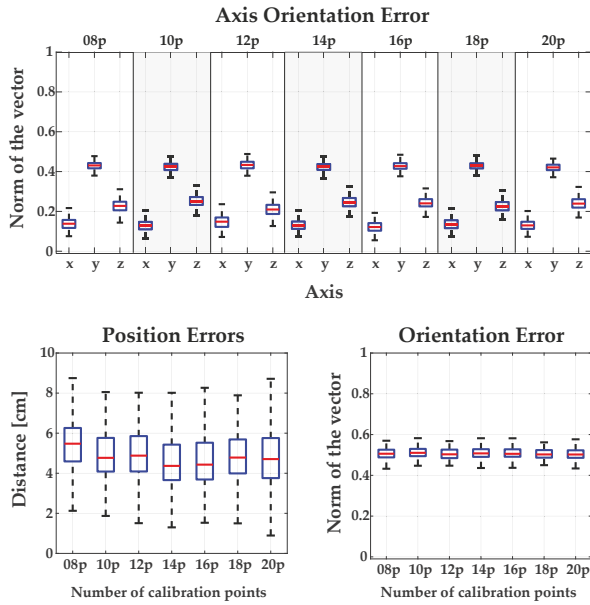 Axis Orientation Error
08p 10p 12p 14p 16p 18p 20p
Norm of the vector
1
0.8
0.6
0.4
0.2
0
x y z x y z x y z x y z x y z x y z x y z
Axis
Position Errors
Distance [cm]
10
8
6
4
2
0
08p 10p 12p 14p 16p 18p 20p
Number of calibration points
Orientation Error
Norm of the vector
1
0.8
0.6
0.4
0.2
0
08p 10p 12p 14p 16p 18p 20p
Number of calibration points